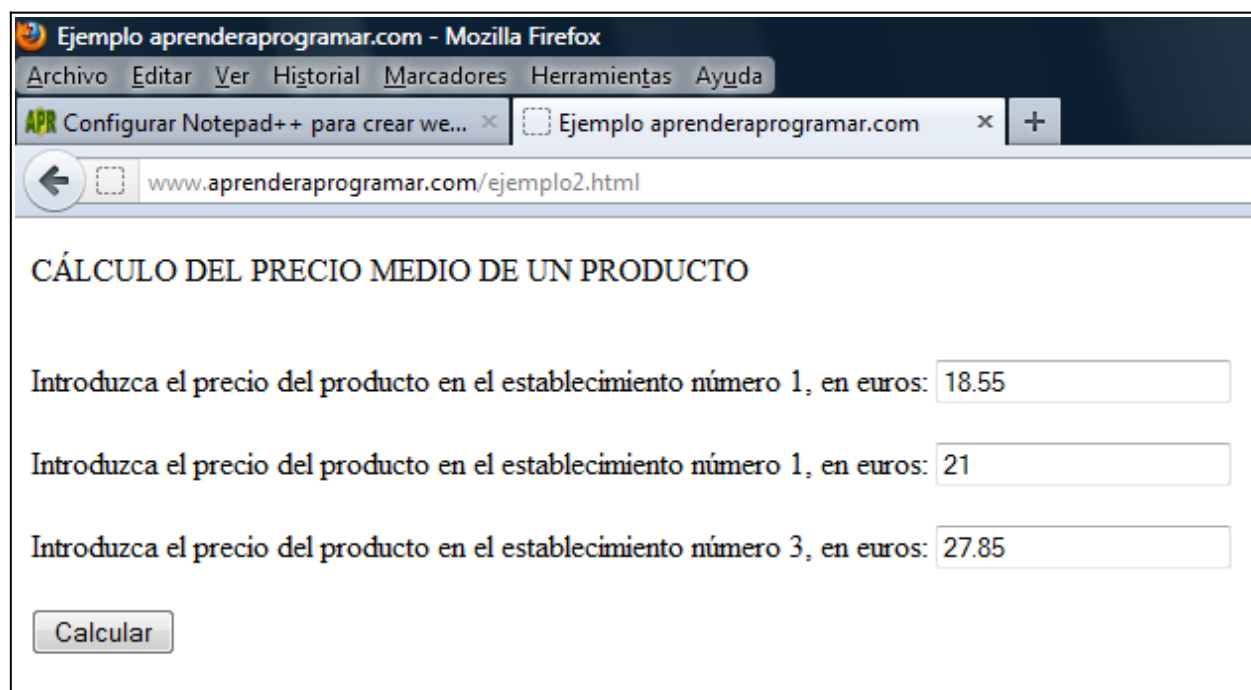 Ejemplo aprenderaprogramar.com - Mozilla Firefox
Archivo Editar Ver Historial Marcadores Herramientas Ayuda
APR Configurar Notepad++ para crear we... × Ejemplo aprenderaprogramar.com × +
www.aprenderaprogramar.com/ejemplo2.html
CÁLCULO DEL PRECIO MEDIO DE UN PRODUCTO
Introduzca el precio del producto en el establecimiento número 1, en euros: 18.55
Introduzca el precio del producto en el establecimiento número 1, en euros: 21
Introduzca el precio del producto en el establecimiento número 3, en euros: 27.85
Calcular